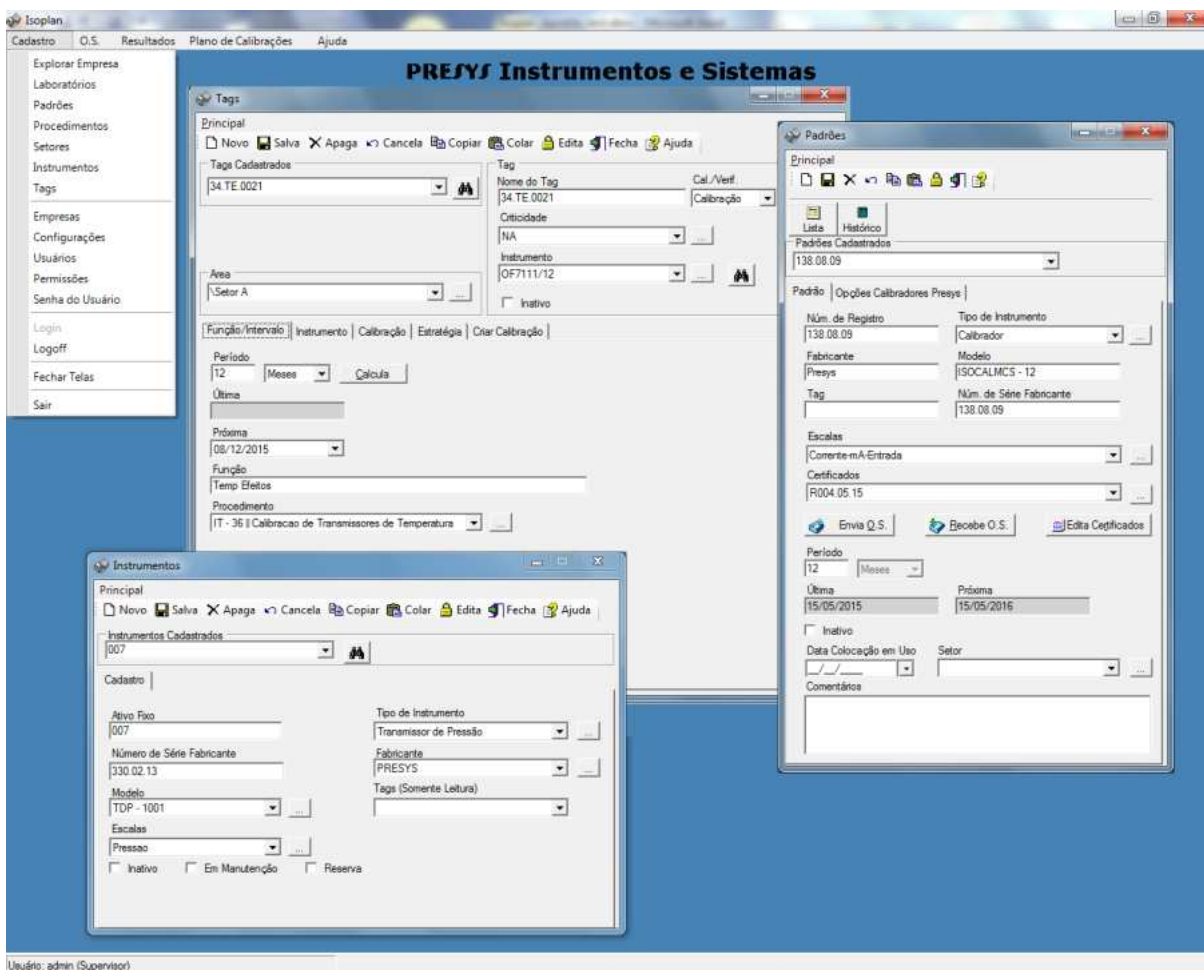 Isoplan
Cadastro O.S. Resultados Plano de Calibrações Ajuda
Explorar Empresa
Laboratórios
Padrões
Procedimentos
Setores
Instrumentos
Tags
Empresas
Configurações
Usuários
Permissões
Senha do Usuário
Login
Logoff
Fechar Telas
Sair
PRESYS Instrumentos e Sistemas
Tags
Principal
Novo Salva Apaga Cancela Copiar Colar Edita Fecha Ajuda
Tags Cadastrados
34.TE.0021
Area
\Setor A
Tag
Nome do Tag Cal./Verif.
34.TE.0021 Calibração
Criticidade
NA ...
Instrumento
OF7111/12 ...
Inativo
Função/Intervalo Instrumento Calibração Estratégia Criar Calibração
Período
12 Meses Calcula
Última
Próxima
08/12/2015
Função
Temp Efeitos
Procedimento
IT - 36 || Calibracao de Transmissores de Temperatura ...
Instrumentos
Principal
Novo Salva Apaga Cancela Copiar Colar Edita Fecha Ajuda
Instrumentos Cadastrados
007
Cadastro
Ativo Fixo Tipo de Instrumento
007 Transmissor de Pressão ...
Número de Série Fabricante Fabricante
330.02.13 PRESYS ...
Modelo Tags (Somente Leitura)
TDP - 1001 ...
Escalas
Pressao ...
Inativo Em Manutenção Reserva
Padrões
Principal
Lista Histórico
Padrões Cadastrados
138.08.09
Padrão Opções Calibradores Presys
Núm. de Registro Tipo de Instrumento
138.08.09 Calibrador ...
Fabricante Modelo
Presys ISOCALMCS - 12
Tag Núm. de Série Fabricante
138.08.09
Escalas
Corrente-mA-Entrada ...
Certificados
R004.05.15 ...
Envia O.S. Recebe O.S. Edita Certificados
Período
12 Meses
Última Próxima
15/05/2015 15/05/2016
Inativo
Data Colocação em Uso Setor
__/__/____ ...
Comentários
Usuário: admin (Supervisor)